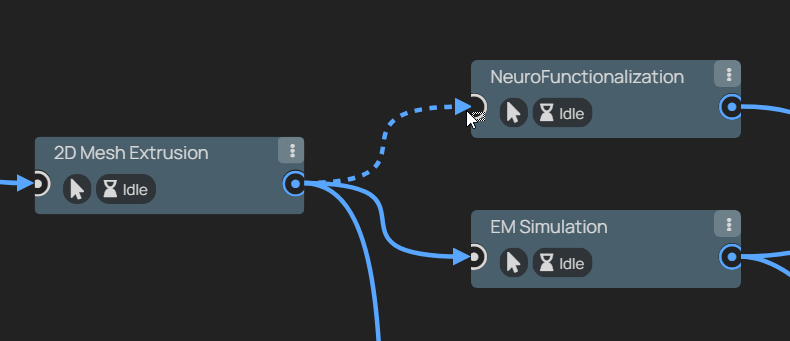 NeuroFunctionalization
Idle
2D Mesh Extrusion
Idle
EM Simulation
Idle